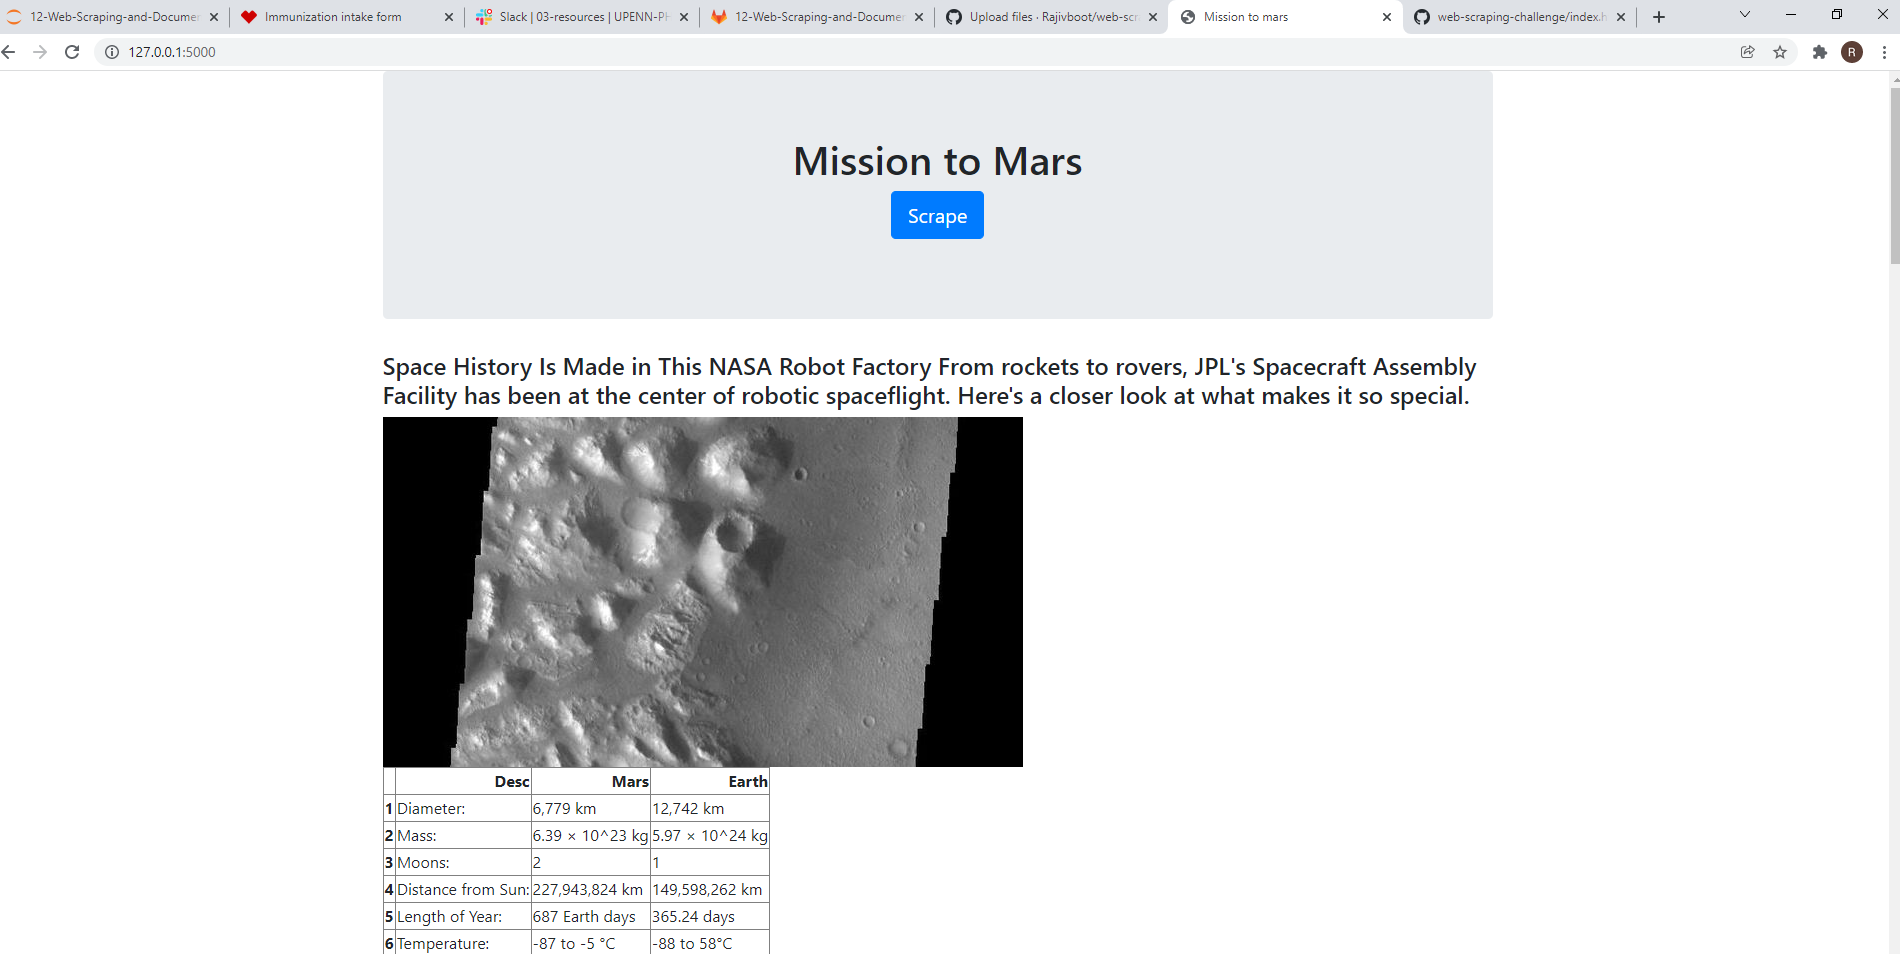 12-Web-Scraping-and-Documen
Immunization intake form
Slack | 03-resources | UPENN-PH
12-Web-Scraping-and-Documen
Upload files · Rajivboot/web-scr
Mission to mars
web-scraping-challenge/index.h
127.0.0.1:5000
R
Mission to Mars
Scrape
Space History Is Made in This NASA Robot Factory From rockets to rovers, JPL's Spacecraft Assembly
Facility has been at the center of robotic spaceflight. Here's a closer look at what makes it so special.
Desc Mars Earth
1 Diameter: 6,779 km 12,742 km
2 Mass: 6.39 × 10^23 kg 5.97 × 10^24 kg
3 Moons: 2 1
4 Distance from Sun: 227,943,824 km 149,598,262 km
5 Length of Year: 687 Earth days 365.24 days
6 Temperature: -87 to -5 °C -88 to 58°C